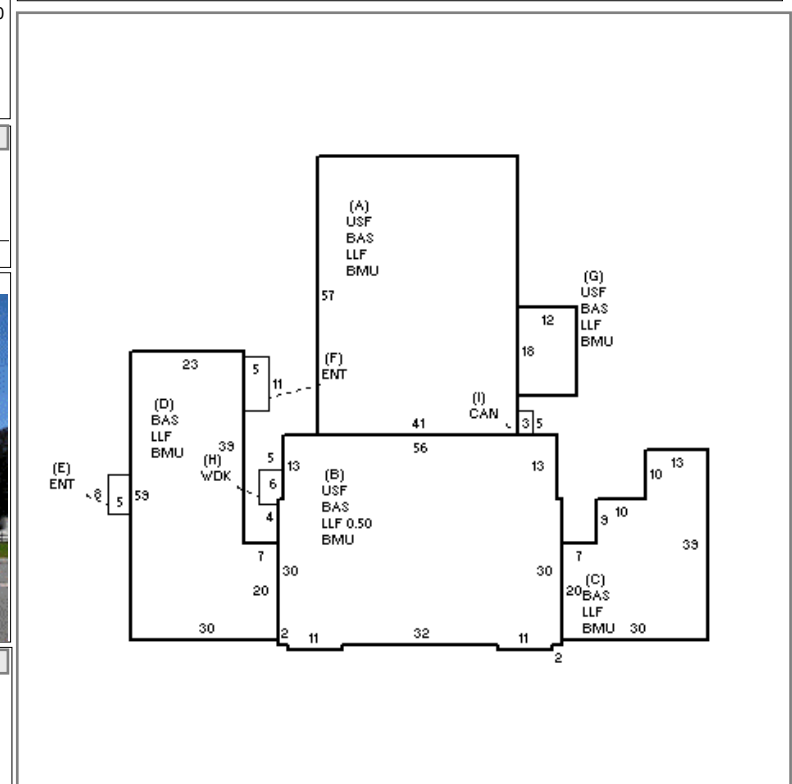 (A)
USF
BAS
LLF
BMU
57
(G)
USF
BAS
LLF
BMU
12
18
23
5
11
(F)
ENT
(I)
CAN
3
5
41
56
(D)
BAS
LLF
BMU
39
(H)
WDK
5
6
4
13
13
(B)
USF
BAS
LLF 0.50
BMU
(E)
ENT
8
5
59
13
10
10
9
39
7
7
30
30
20
20
(C)
BAS
LLF
BMU
30
30
2
11
32
11
2